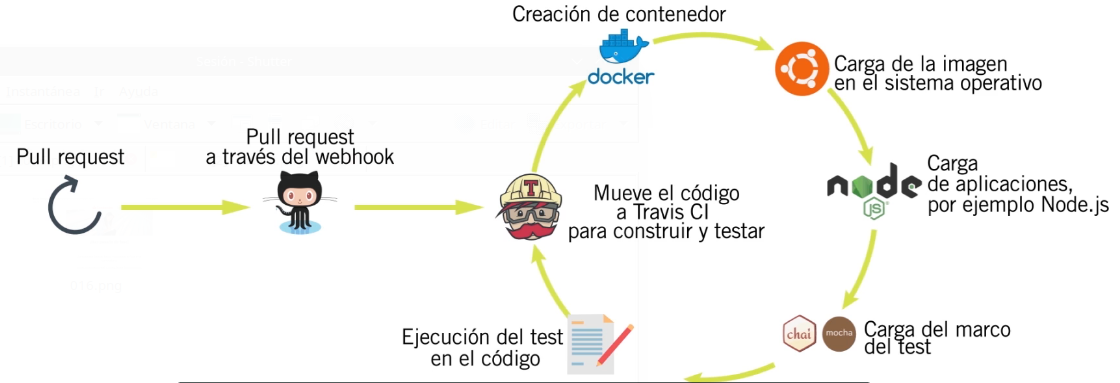 Creación de contenedor
docker
Carga de la imagen
en el sistema operativo
Pull request
Pull request
a través del webhook
T
Mueve el código
a Travis CI
para construir y testar
node
JS
Carga
de aplicaciones,
por ejemplo Node.js
chai
mocha
Carga del marco
del test
Ejecución del test
en el código